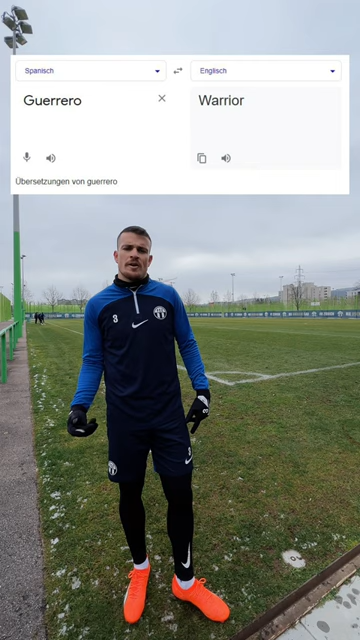 Spanisch
Englisch
Guerrero
Warrior
Übersetzungen von guerrero
3
3